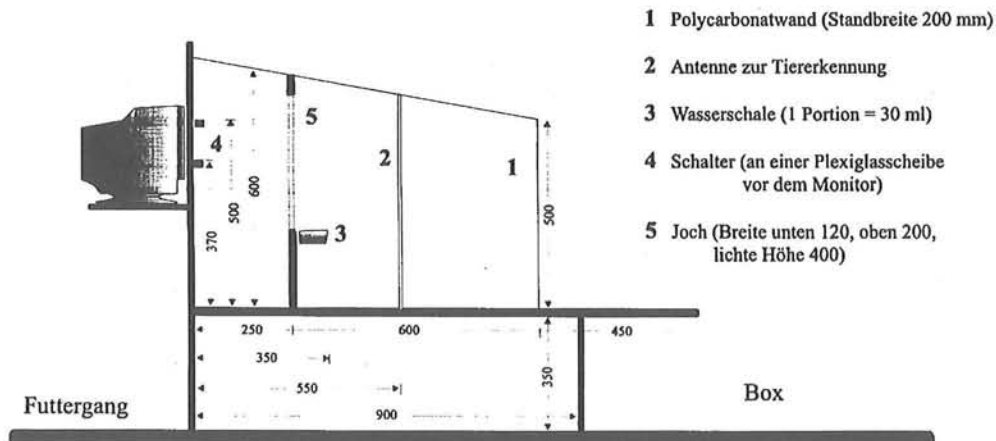 1 Polycarbonatwand (Standbreite 200 mm)
2 Antenne zur Tiererkennung
3 Wasserschale (1 Portion = 30 ml)
4 Schalter (an einer Plexiglasscheibe
vor dem Monitor)
5 Joch (Breite unten 120, oben 200,
lichte Höhe 400)
4
5
2
1
3
370
500
600
500
250
600
450
350
350
550
900
Futtergang
Box